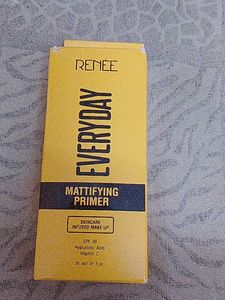 RENEE
EVERYDAY
MATTIFYING
PRIMER
SKINCARE
INFUSED MAKE-UP
SPF 30
Hyaluronic Acid
Vitamin C